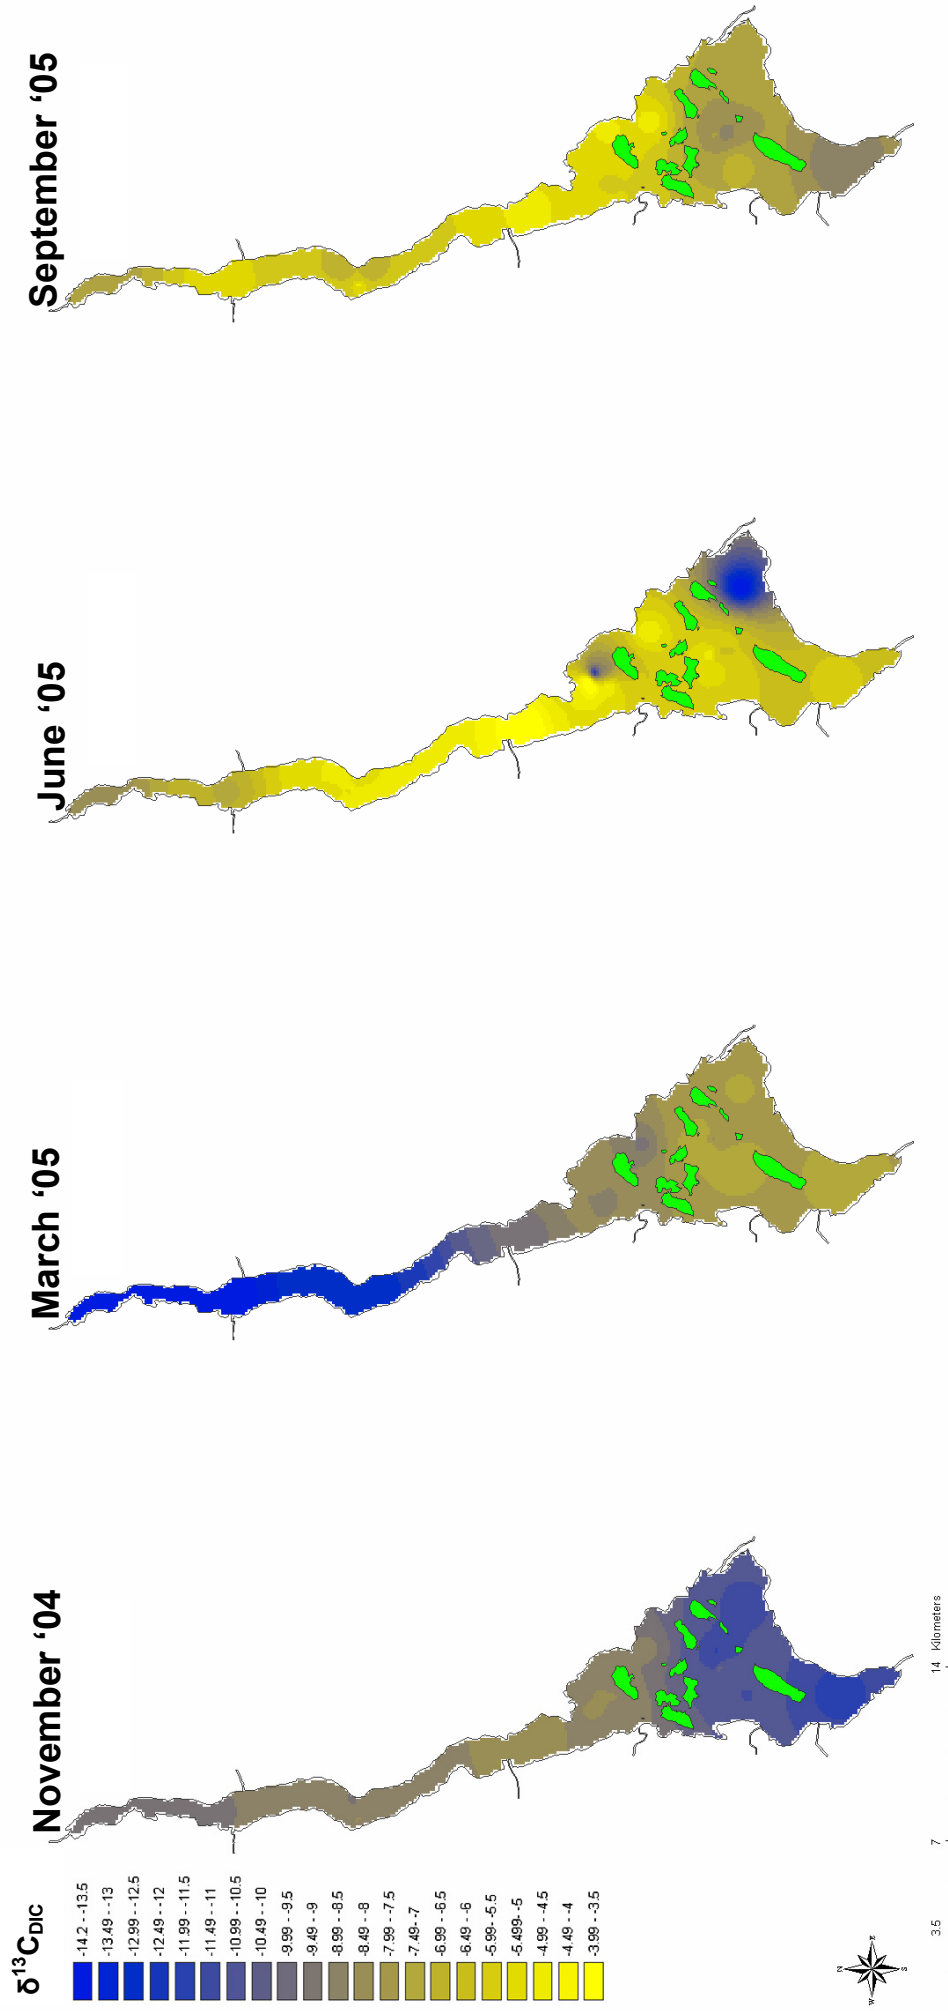 September ‘05
June ‘05
March ‘05
November ‘04
δ13CDIC
-14.2 - -13.5
-13.49 - -13
-12.99 - -12.5
-12.49 - -12
-11.99 - -11.5
-11.49 - -11
-10.99 - -10.5
-10.49 - -10
-9.99 - -9.5
-9.49 - -9
-8.99 - -8.5
-8.49 - -8
-7.99 - -7.5
-7.49 - -7
-6.99 - -6.5
-6.49 - -6
-5.99 - -5.5
-5.499 - -5
-4.99 - -4.5
-4.49 - -4
-3.99 - -3.5
N
W E
S
3.5 7 14 Kilometers